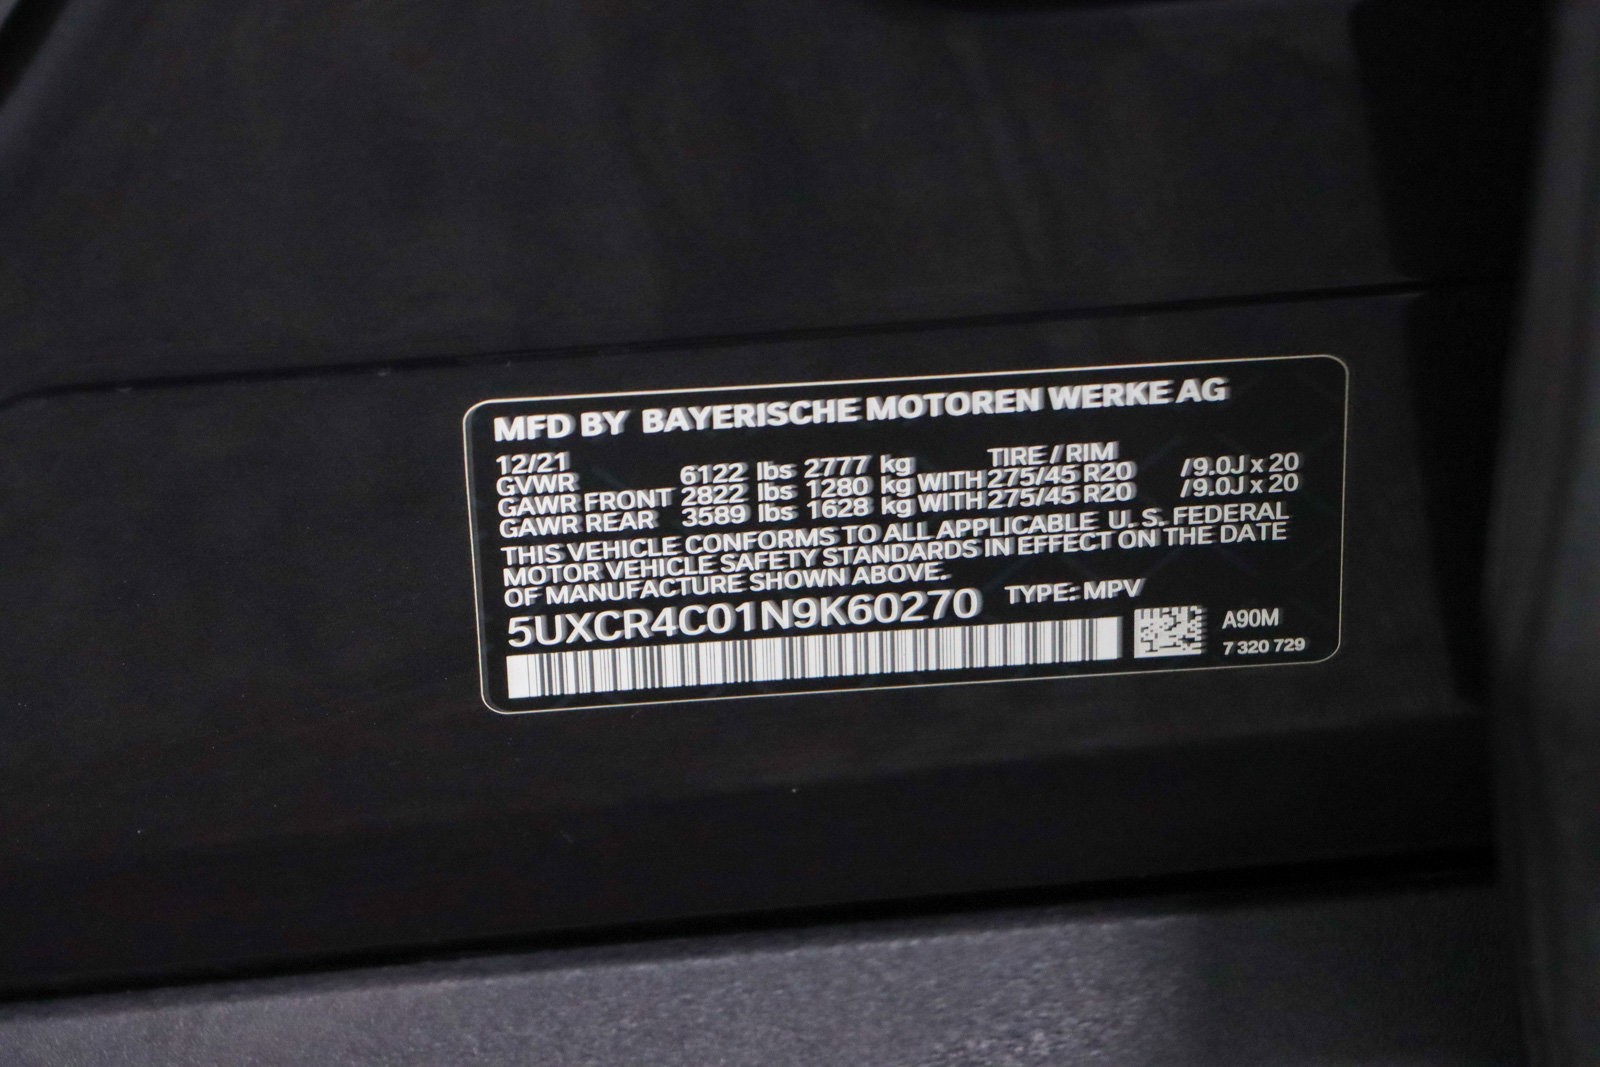 MFD BY BAYERISCHE MOTOREN WERKE AG
12/21 TIRE / RIM
GVWR 6122 lbs 2777 kg
GAWR FRONT 2822 lbs 1280 kg WITH 275/45 R20 /9.0J x 20
GAWR REAR 3589 lbs 1628 kg WITH 275/45 R20 /9.0J x 20
THIS VEHICLE CONFORMS TO ALL APPLICABLE U.S. FEDERAL
MOTOR VEHICLE SAFETY STANDARDS IN EFFECT ON THE DATE
OF MANUFACTURE SHOWN ABOVE.
5UXCR4C01N9K60270 TYPE: MPV
A90M
7 320 729